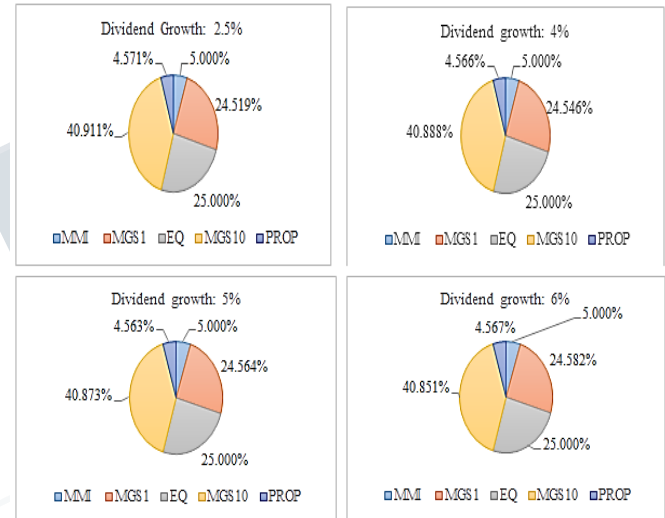 Dividend Growth: 2.5%
4.571%
5.000%
24.519%
40.911%
25.000%
MMI MGS1 EQ MGS10 PROP
Dividend growth: 4%
4.566%
5.000%
24.546%
40.888%
25.000%
MMI MGS1 EQ MGS10 PROP
Dividend growth: 5%
4.563%
5.000%
24.564%
40.873%
25.000%
MMI MGS1 EQ MGS10 PROP
Dividend growth: 6%
4.567%
5.000%
24.582%
40.851%
25.000%
MMI MGS1 EQ MGS10 PROP